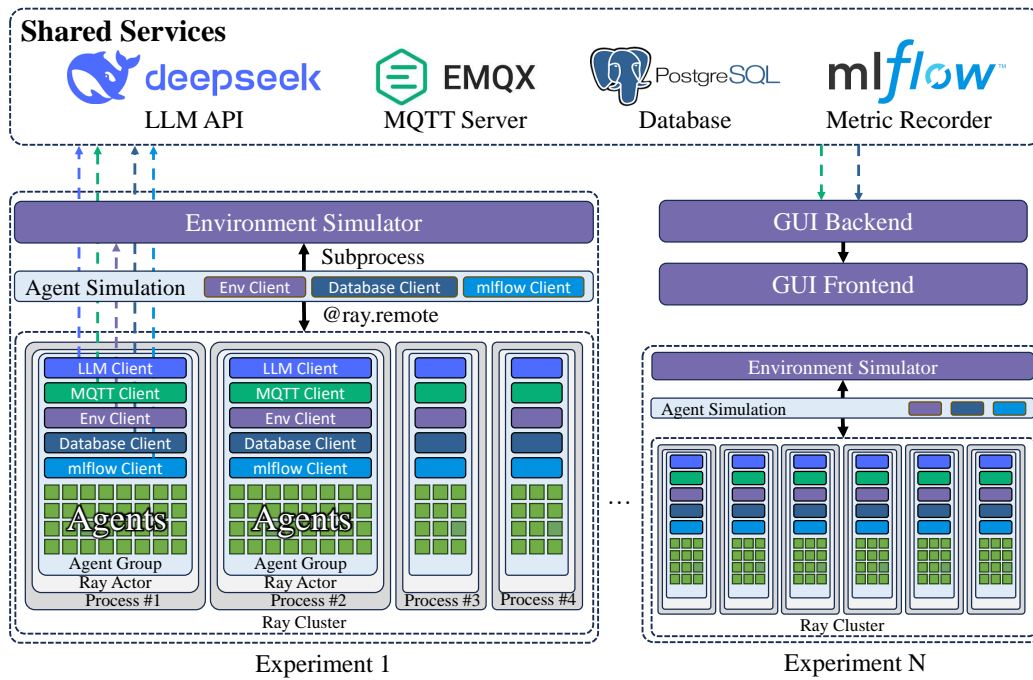 Shared Services
deepseek
EMQX
PostgreSQL
mlflow™
LLM API
MQTT Server
Database
Metric Recorder
Environment Simulator
Subprocess
Agent Simulation
Env Client
Database Client
mlflow Client
@ray.remote
LLM Client
MQTT Client
Env Client
Database Client
mlflow Client
Agents
Agent Group
Ray Actor
Process #1
LLM Client
MQTT Client
Env Client
Database Client
mlflow Client
Agents
Agent Group
Ray Actor
Process #2
Process #3
Process #4
Ray Cluster
Experiment 1
...
GUI Backend
GUI Frontend
Environment Simulator
Agent Simulation
Ray Cluster
Experiment N